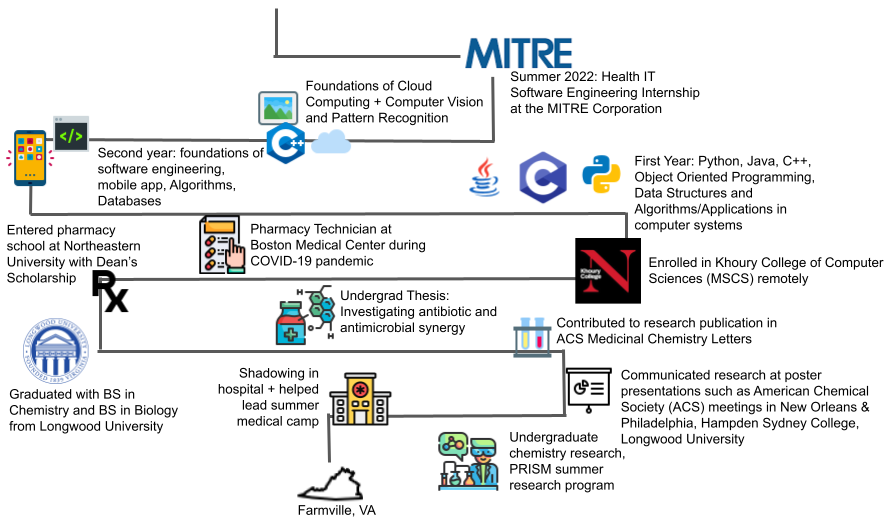 MITRE
Summer 2022: Health IT
Software Engineering Internship
at the MITRE Corporation
Foundations of Cloud
Computing + Computer Vision
and Pattern Recognition
</>
C++
Second year: foundations of
software engineering,
mobile app, Algorithms,
Databases
C
First Year: Python, Java, C++,
Object Oriented Programming,
Data Structures and
Algorithms/Applications in
computer systems
Entered pharmacy
school at Northeastern
University with Dean's
Scholarship
Rx
Pharmacy Technician at
Boston Medical Center during
COVID-19 pandemic
Khoury
College
N
Enrolled in Khoury College of Computer
Sciences (MSCS) remotely
H
H
Undergrad Thesis:
Investigating antibiotic and
antimicrobial synergy
Contributed to research publication in
ACS Medicinal Chemistry Letters
LONGWOOD UNIVERSITY
FOUNDED 1839 VIRGINIA
Graduated with BS in
Chemistry and BS in Biology
from Longwood University
Shadowing in
hospital + helped
lead summer
medical camp
Communicated research at poster
presentations such as American Chemical
Society (ACS) meetings in New Orleans &
Philadelphia, Hampden Sydney College,
Longwood University
Undergraduate
chemistry research,
PRISM summer
research program
Farmville, VA